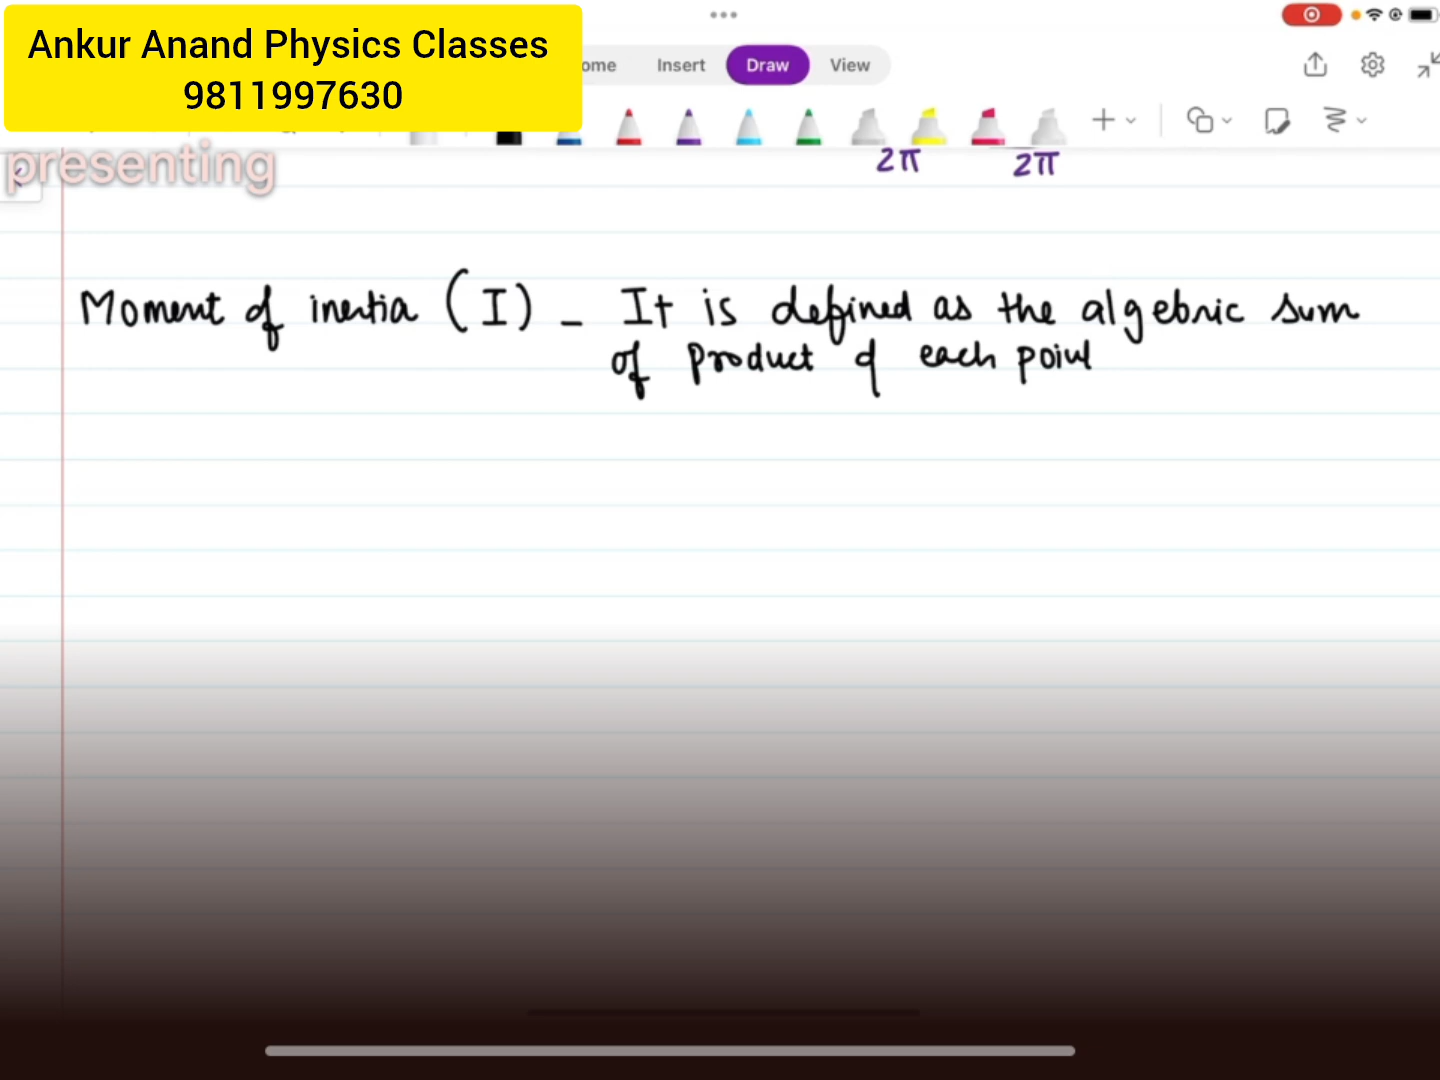 Ankur Anand Physics Classes
9811997630
ome Insert Draw View
presenting
2π 2π
Moment of inertia (I) - It is defined as the algebric sum
of product of each point